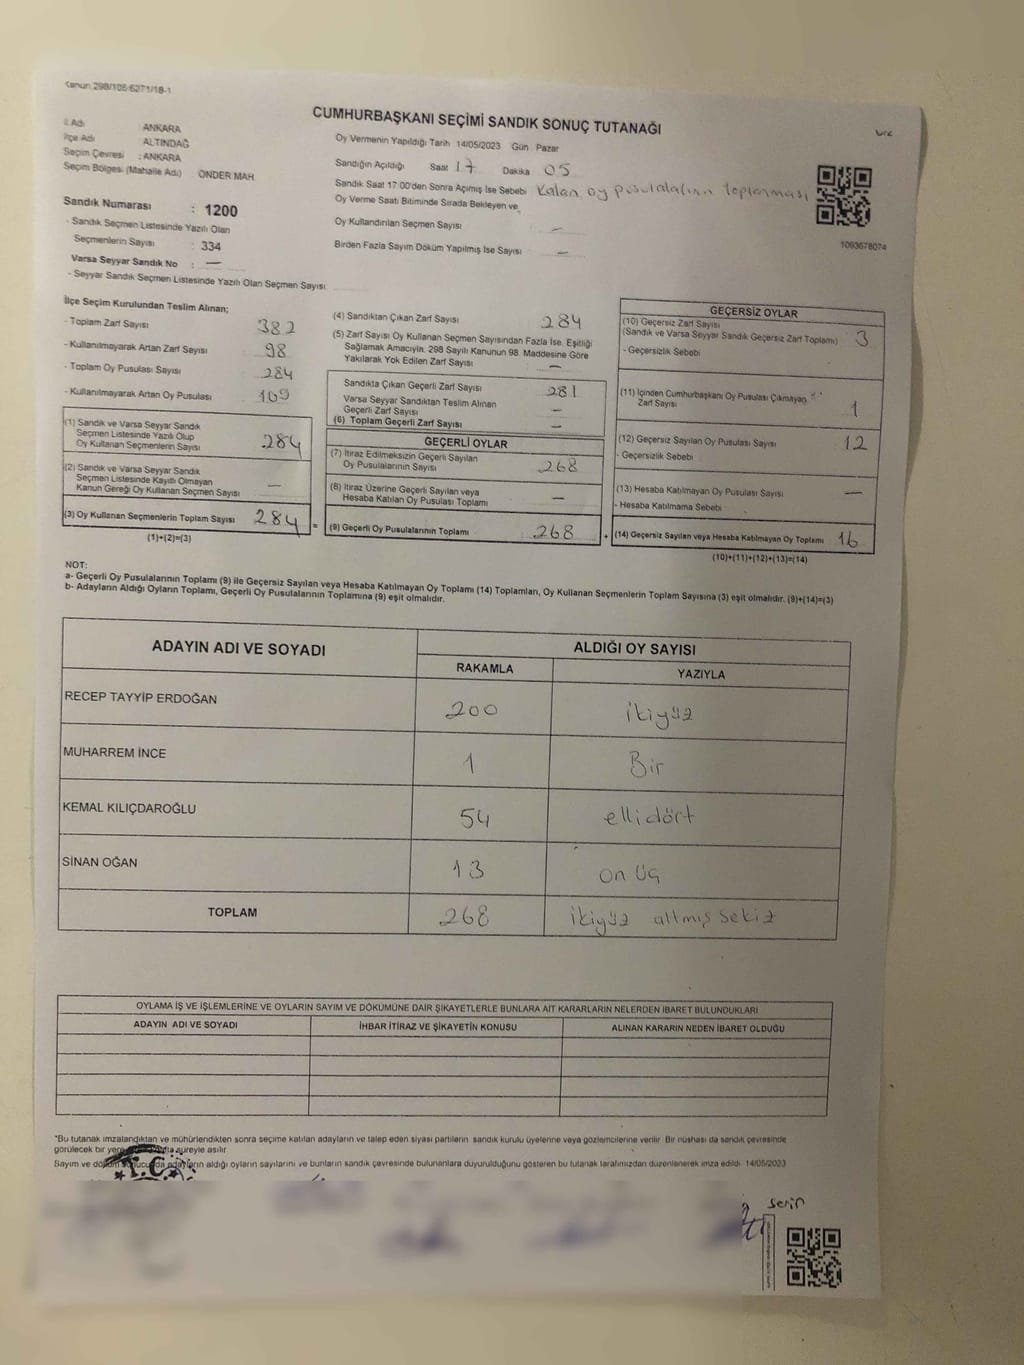 Kanun 298/105-6271/18-1
CUMHURBAŞKANI SEÇİMİ SANDIK SONUÇ TUTANAĞI
İl Adı ANKARA
İlçe Adı ALTINDAĞ
Seçim Çevresi : ANKARA
Seçim Bölgesi (Mahalle Adı) ÖNDER MAH
Sandık Numarası : 1200
- Sandık Seçmen Listesinde Yazılı Olan
Seçmenlerin Sayısı : 334
Varsa Seyyar Sandık No : —
- Seyyar Sandık Seçmen Listesinde Yazılı Olan Seçmen Sayısı
Oy Vermenin Yapıldığı Tarih 14/05/2023 Gün Pazar
Sandığın Açıldığı Saat 17 Dakika 05
Sandık Saat 17:00'den Sonra Açılmış İse Sebebi Kalan oy pusulalarının toplanması
Oy Verme Saati Bitiminde Sırada Bekleyen ve
Oy Kullandırılan Seçmen Sayısı : —
Birden Fazla Sayım Döküm Yapılmış İse Sayısı : —
1093678074
İlçe Seçim Kurulundan Teslim Alınan;
- Toplam Zarf Sayısı 382
- Kullanılmayarak Artan Zarf Sayısı 98
- Toplam Oy Pusulası Sayısı 284
- Kullanılmayarak Artan Oy Pusulası 109
(1) Sandık ve Varsa Seyyar Sandık
Seçmen Listesinde Yazılı Olup
Oy Kullanan Seçmenlerin Sayısı 284
(2) Sandık ve Varsa Seyyar Sandık
Seçmen Listesinde Kayıtlı Olmayan
Kanun Gereği Oy Kullanan Seçmen Sayısı —
(3) Oy Kullanan Seçmenlerin Toplam Sayısı 284 =
(1)+(2)=(3)
(4) Sandıktan Çıkan Zarf Sayısı 284
(5) Zarf Sayısı Oy Kullanan Seçmen Sayısından Fazla İse, Eşitliği
Sağlamak Amacıyla, 298 Sayılı Kanunun 98. Maddesine Göre
Yakılarak Yok Edilen Zarf Sayısı —
Sandıkta Çıkan Geçerli Zarf Sayısı 281
Varsa Seyyar Sandıktan Teslim Alınan
Geçerli Zarf Sayısı —
(6) Toplam Geçerli Zarf Sayısı —
GEÇERLİ OYLAR
(7) İtiraz Edilmeksizin Geçerli Sayılan
Oy Pusulalarının Sayısı 268
(8) İtiraz Üzerine Geçerli Sayılan veya
Hesaba Katılan Oy Pusulası Toplamı —
(9) Geçerli Oy Pusulalarının Toplamı 268 +
GEÇERSİZ OYLAR
(10) Geçersiz Zarf Sayısı
(Sandık ve Varsa Seyyar Sandık Geçersiz Zarf Toplamı) 3
- Geçersizlik Sebebi
(11) İçinden Cumhurbaşkanı Oy Pusulası Çıkmayan
Zarf Sayısı 1
(12) Geçersiz Sayılan Oy Pusulası Sayısı 12
- Geçersizlik Sebebi
(13) Hesaba Katılmayan Oy Pusulası Sayısı —
- Hesaba Katılmama Sebebi
(14) Geçersiz Sayılan veya Hesaba Katılmayan Oy Toplamı 16
(10)+(11)+(12)+(13)=(14)
NOT:
a- Geçerli Oy Pusulalarının Toplamı (9) ile Geçersiz Sayılan veya Hesaba Katılmayan Oy Toplamı (14) Toplamları, Oy Kullanan Seçmenlerin Toplam Sayısına (3) eşit olmalıdır. (9)+(14)=(3)
b- Adayların Aldığı Oyların Toplamı, Geçerli Oy Pusulalarının Toplamına (9) eşit olmalıdır.
ADAYIN ADI VE SOYADI ALDIĞI OY SAYISI
RAKAMLA YAZIYLA
RECEP TAYYİP ERDOĞAN 200 ikiyüz
MUHARREM İNCE 1 Bir
KEMAL KILIÇDAROĞLU 54 ellidört
SİNAN OĞAN 13 on üç
TOPLAM 268 ikiyüz altmış sekiz
OYLAMA İŞ VE İŞLEMLERİNE VE OYLARIN SAYIM VE DÖKÜMÜNE DAİR ŞİKAYETLERLE BUNLARA AİT KARARLARIN NELERDEN İBARET BULUNDUKLARI
ADAYIN ADI VE SOYADI İHBAR İTİRAZ VE ŞİKAYETİN KONUSU ALINAN KARARIN NEDEN İBARET OLDUĞU
*Bu tutanak imzalandıktan ve mühürlendikten sonra seçime katılan adayların ve talep eden siyasi partilerin sandık kurulu üyelerine veya gözlemcilerine verilir. Bir nüshası da sandık çevresinde
görülecek bir yere süreyle asılır.
Sayım ve döküm sonucunda adayların aldığı oyların sayılarını ve bunların sandık çevresinde bulunanlara duyurulduğunu gösteren bu tutanak tarafımızdan düzenlenerek imza edildi. 14/05/2023
T.C.